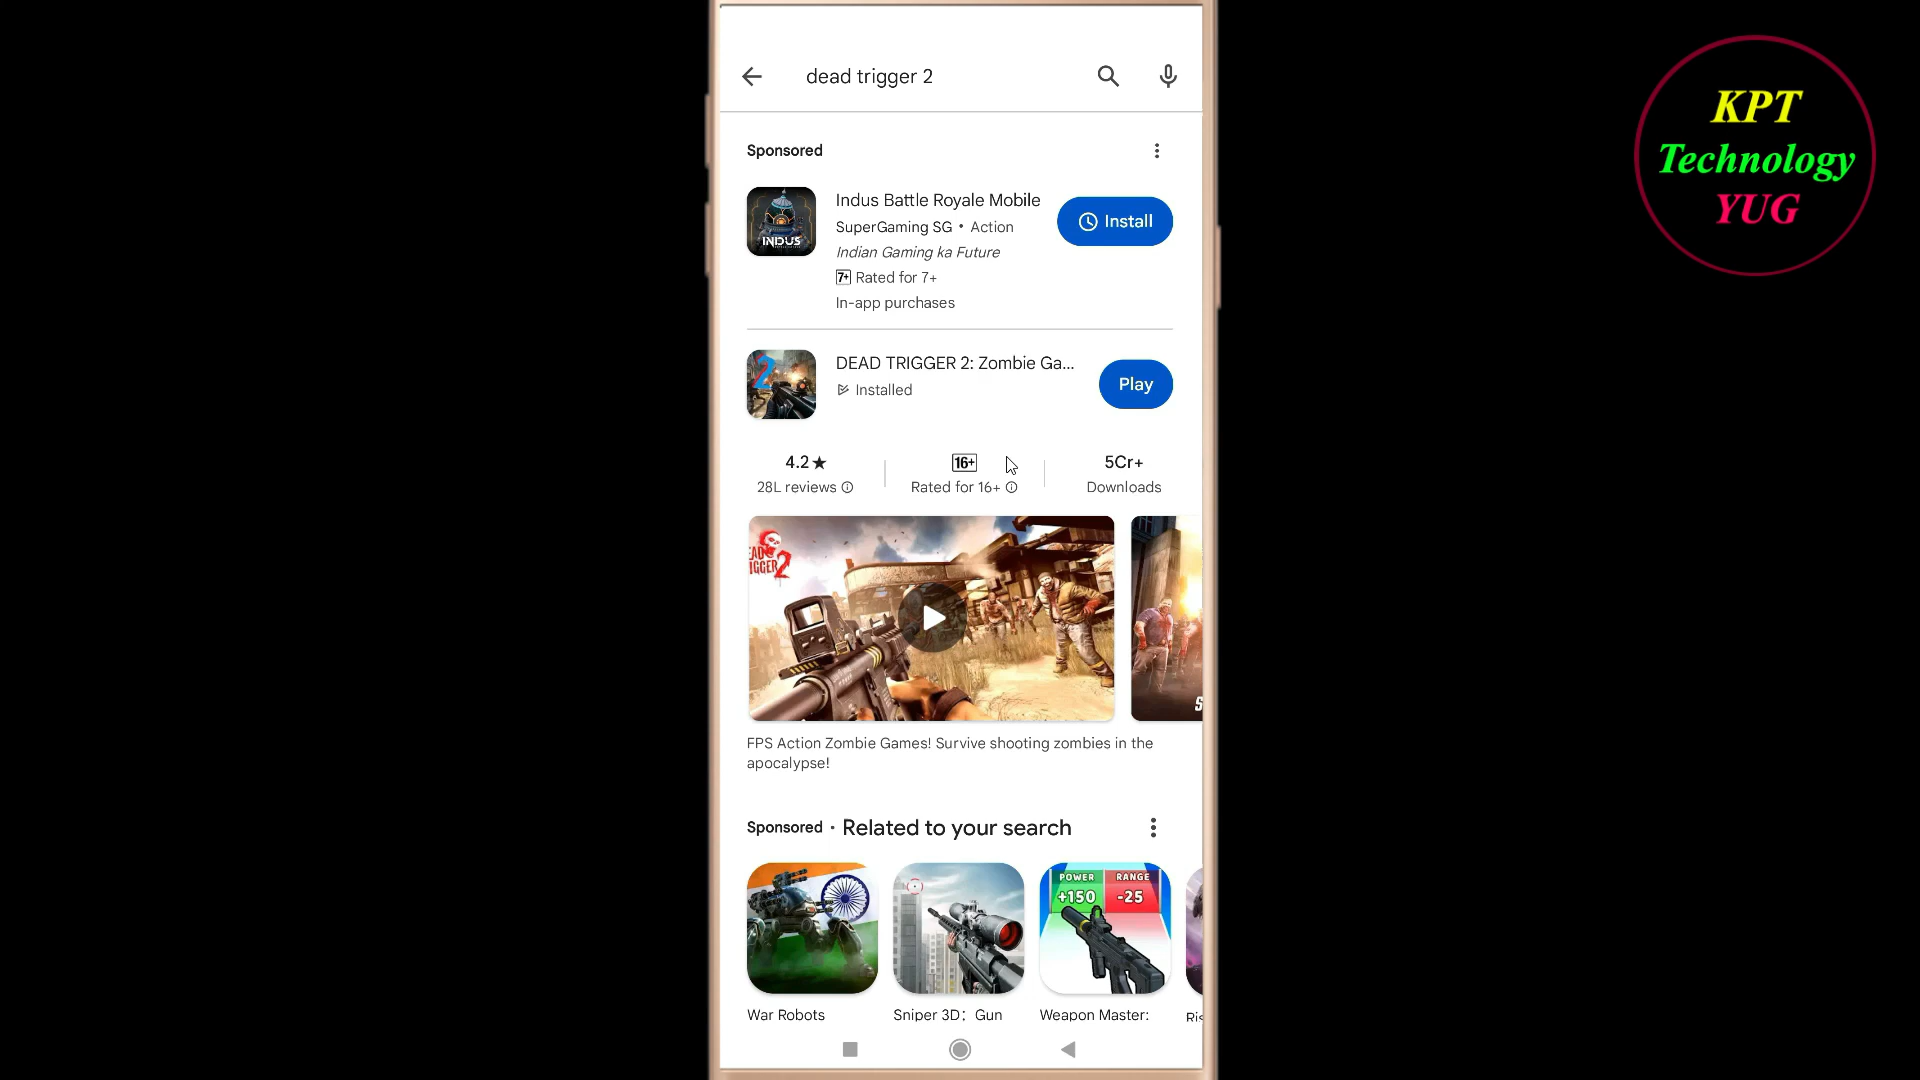 dead trigger 2
KPT
Technology
YUG
Sponsored
INDUS
Indus Battle Royale Mobile
SuperGaming SG • Action
Indian Gaming ka Future
7+ Rated for 7+
In-app purchases
Install
2
DEAD TRIGGER 2: Zombie Ga...
Installed
Play
4.2★
28L reviews
16+
Rated for 16+
5Cr+
Downloads
2
FPS Action Zombie Games! Survive shooting zombies in the
apocalypse!
Sponsored · Related to your search
POWER
+150
RANGE
-25
War Robots
Sniper 3D: Gun
Weapon Master: